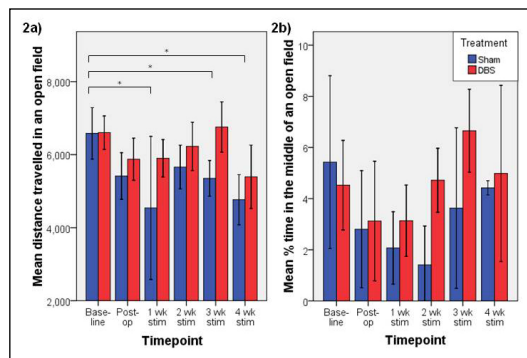 2a)
Mean distance travelled in an open field
8,000
6,000
4,000
2,000
*
*
*
Base-
line
Post-
op
1 wk
stim
2 wk
stim
3 wk
stim
4 wk
stim
Timepoint
2b)
Mean % time in the middle of an open field
10
8
6
4
2
0
Treatment
Sham
DBS
Base-
line
Post-
op
1 wk
stim
2 wk
stim
3 wk
stim
4 wk
stim
Timepoint